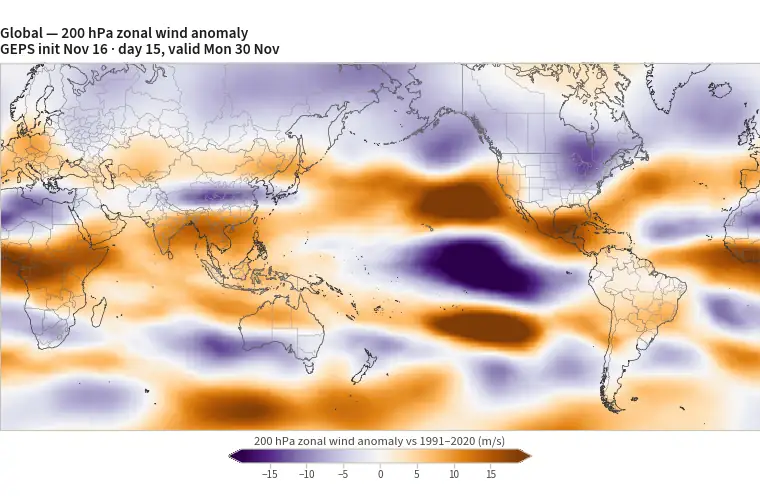 Global — 200 hPa zonal wind anomaly
GEPS init Nov 16 · day 15, valid Mon 30 Nov
200 hPa zonal wind anomaly vs 1991–2020 (m/s)
−15 −10 −5 0 5 10 15